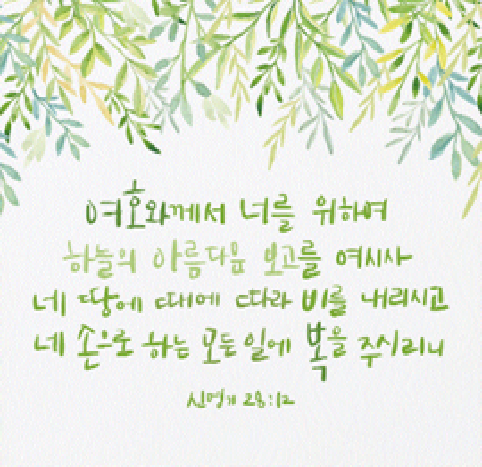 여호와께서 너를 위하여
하늘의 아름다운 보고를 여시사
네 땅에 때에 따라 비를 내리시고
네 손으로 하는 모든 일에 복을 주시리니
신명기 28:12